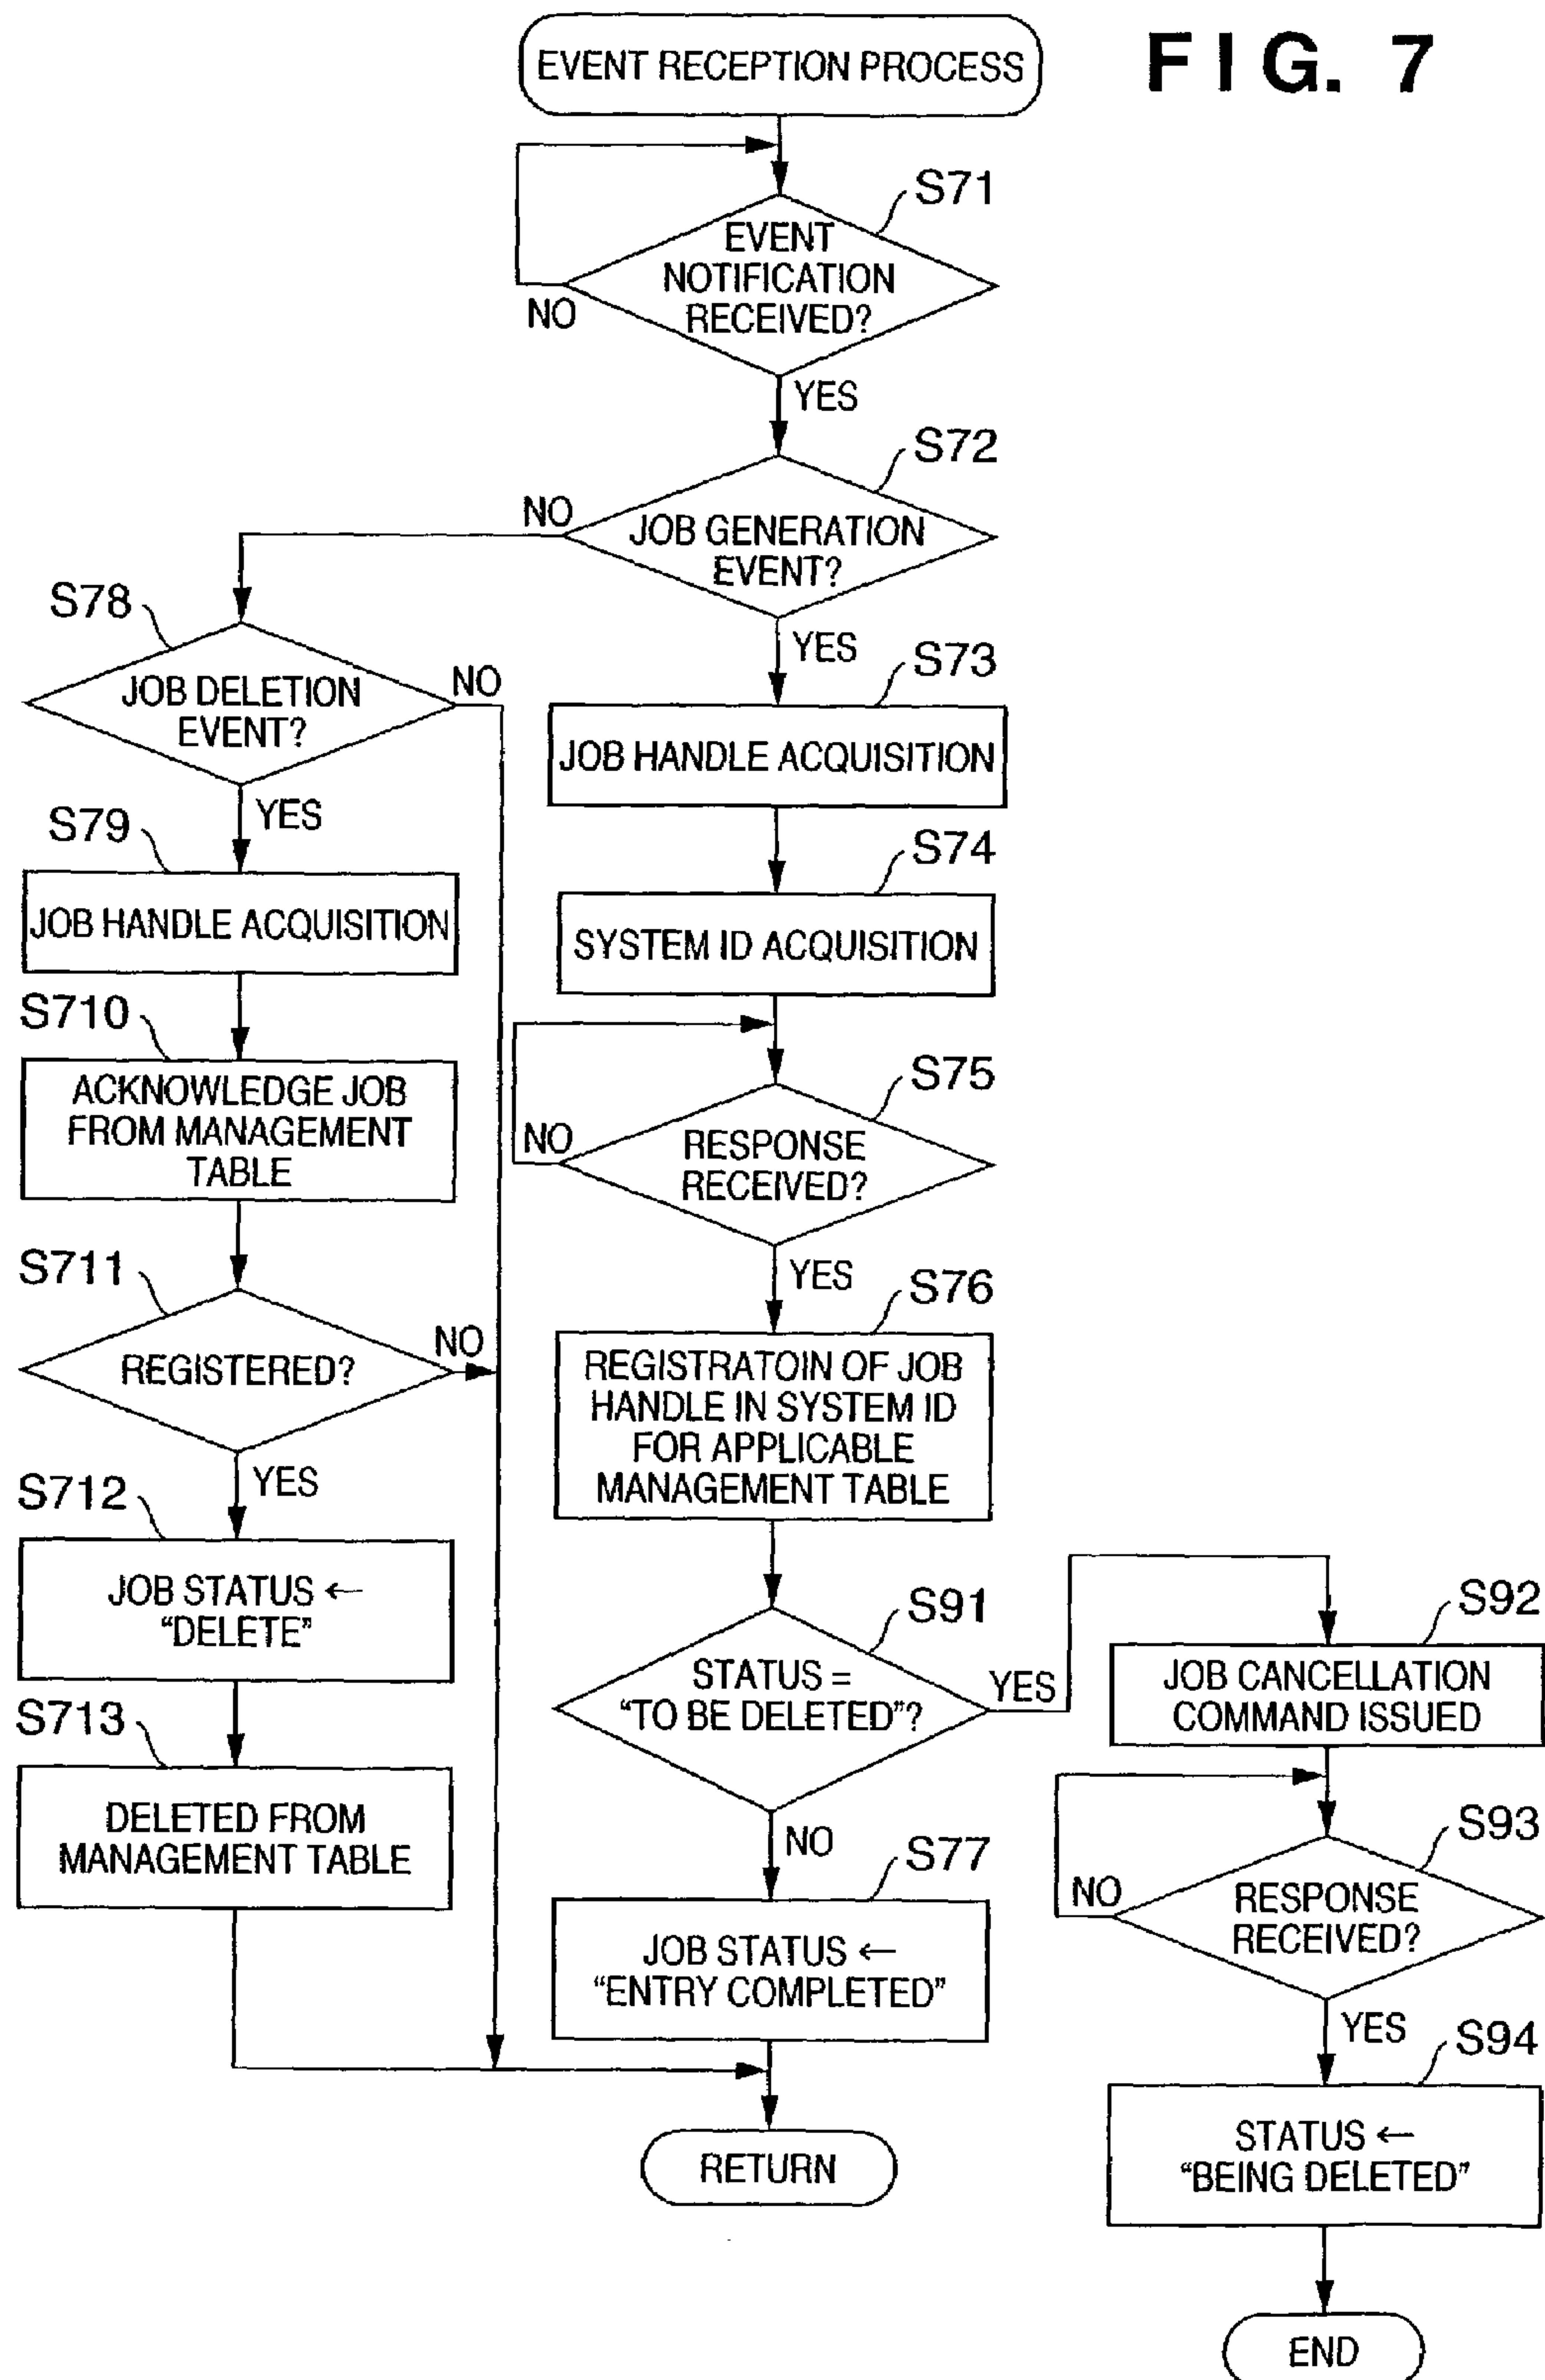 FIG. 7
EVENT RECEPTION PROCESS
S71
EVENT
NOTIFICATION
RECEIVED?
NO
YES
S72
JOB GENERATION
EVENT?
NO
YES
S78
JOB DELETION
EVENT?
NO
YES
S79
JOB HANDLE ACQUISITION
S710
ACKNOWLEDGE JOB
FROM MANAGEMENT
TABLE
S711
REGISTERED?
NO
YES
S712
JOB STATUS ←
“DELETE”
S713
DELETED FROM
MANAGEMENT TABLE
S73
JOB HANDLE ACQUISITION
S74
SYSTEM ID ACQUISITION
S75
RESPONSE
RECEIVED?
NO
YES
S76
REGISTRATOIN OF JOB
HANDLE IN SYSTEM ID
FOR APPLICABLE
MANAGEMENT TABLE
S91
STATUS =
“TO BE DELETED”?
YES
NO
S77
JOB STATUS ←
“ENTRY COMPLETED”
RETURN
S92
JOB CANCELLATION
COMMAND ISSUED
S93
RESPONSE
RECEIVED?
NO
YES
S94
STATUS ←
“BEING DELETED”
END